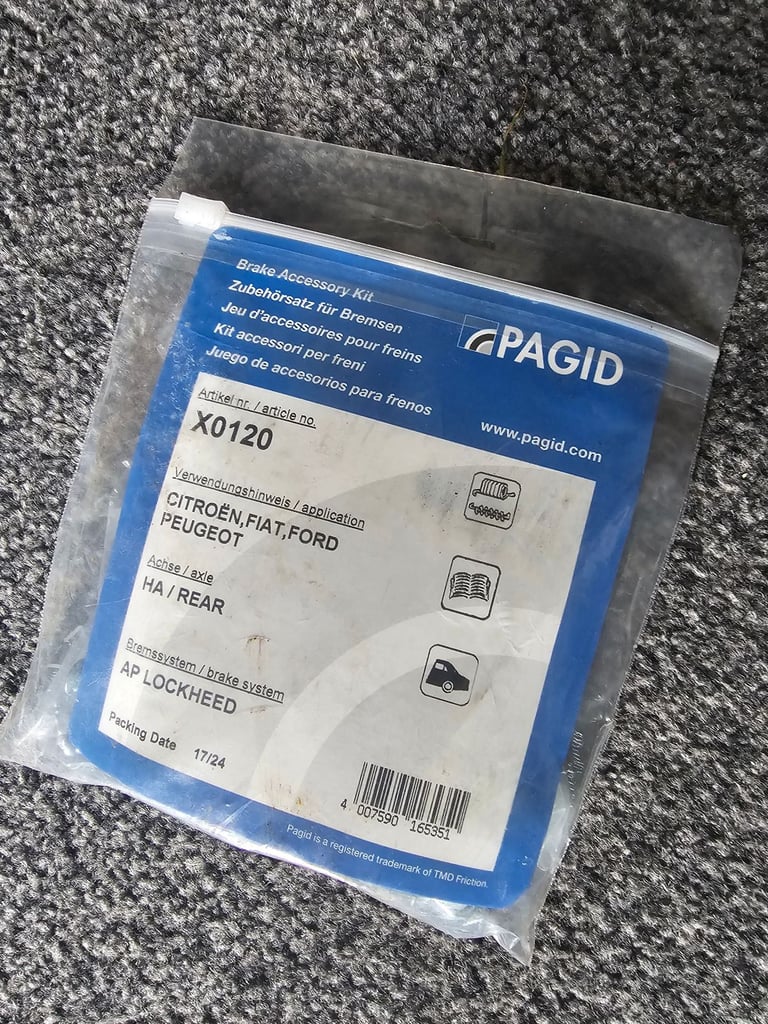 Brake Accessory Kit
Zubehörsatz für Bremsen
Jeu d'accessoires pour freins
Kit accessori per freni
Juego de accesorios para frenos
PAGID
www.pagid.com
Artikel nr. / article no.
X0120
Verwendungshinweis / application
CITROËN,FIAT,FORD
PEUGEOT
Achse / axle
HA / REAR
Bremssystem / brake system
AP LOCKHEED
Packing Date 17/24
4 007590 165351
Pagid is a registered trademark of TMD Friction.